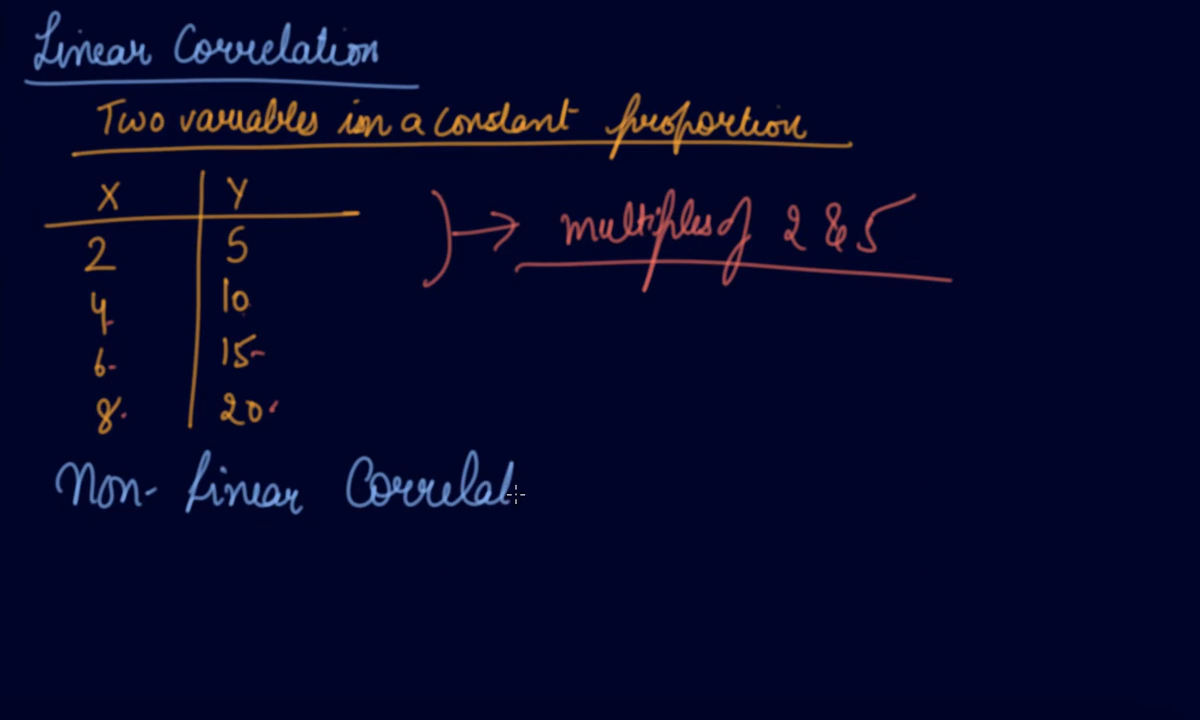 Linear Correlation
Two variables in a constant proportion
X Y
2 5
4 10
6 15
8 20
→ multiples of 2 & 5
Non-Linear Correlat